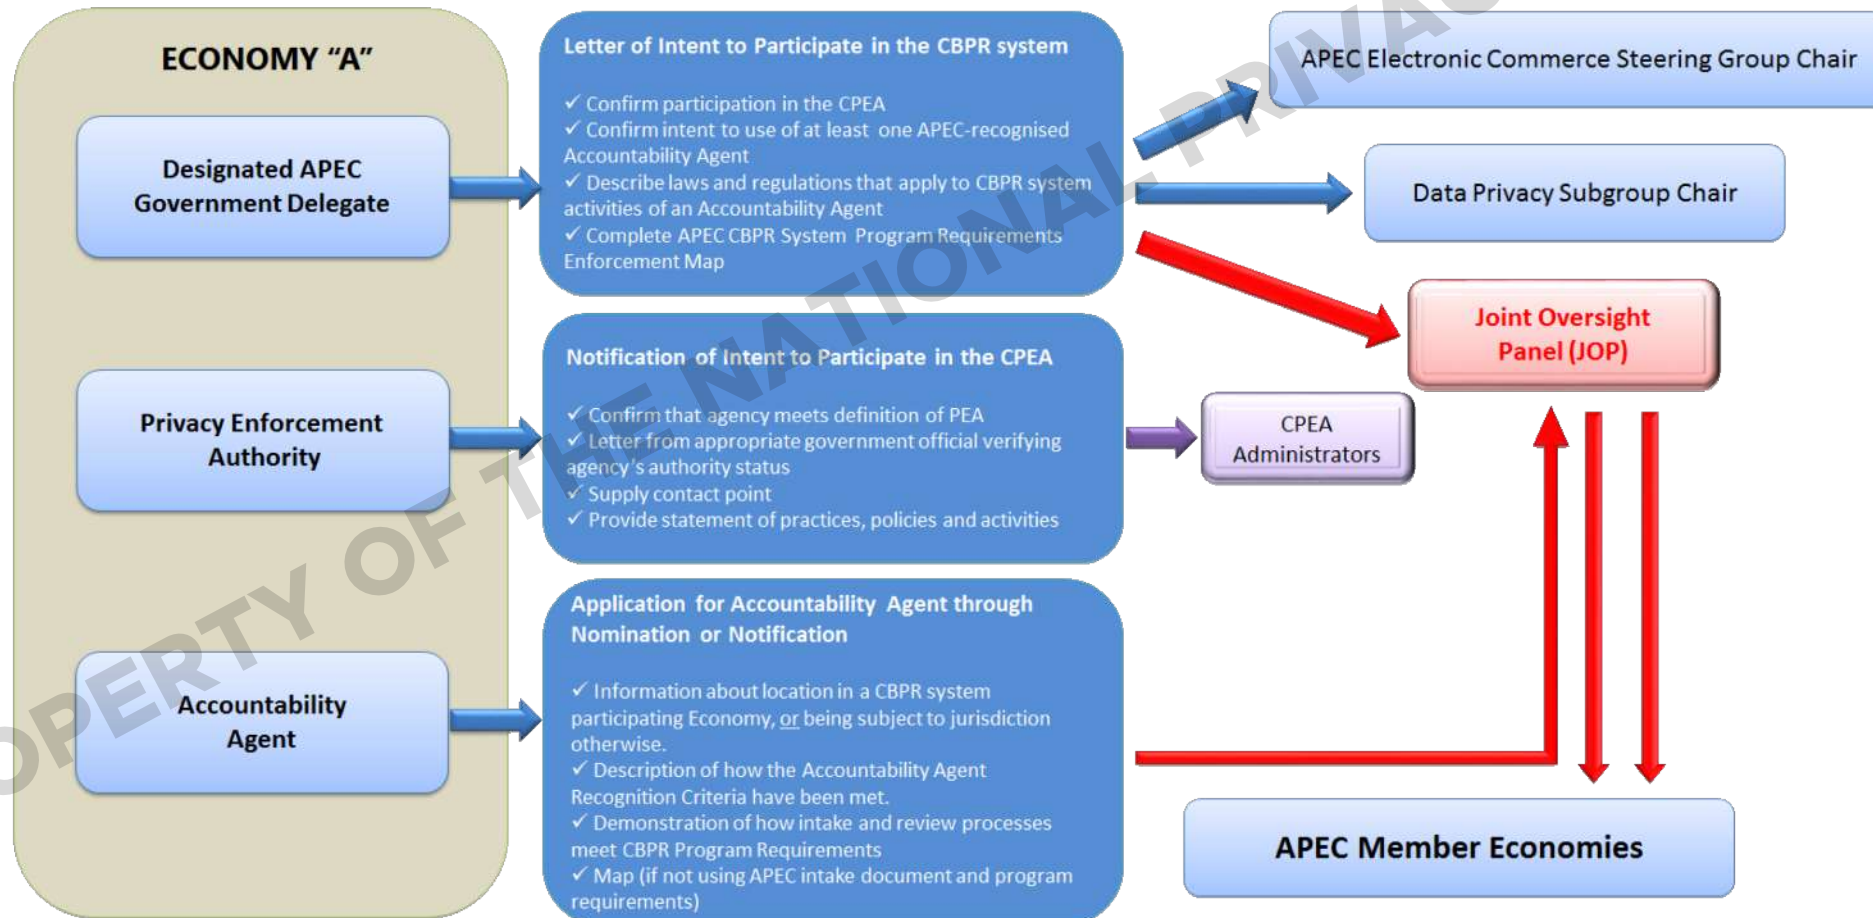 ECONOMY “A”
Designated APEC
Government Delegate
Privacy Enforcement
Authority
Accountability
Agent
Letter of Intent to Participate in the CBPR system
✓ Confirm participation in the CPEA
✓ Confirm intent to use of at least one APEC-recognised
Accountability Agent
✓ Describe laws and regulations that apply to CBPR system
activities of an Accountability Agent
✓ Complete APEC CBPR System Program Requirements
Enforcement Map
Notification of Intent to Participate in the CPEA
✓ Confirm that agency meets definition of PEA
✓ Letter from appropriate government official verifying
agency’s authority status
✓ Supply contact point
✓ Provide statement of practices, policies and activities
Application for Accountability Agent through
Nomination or Notification
✓ Information about location in a CBPR system
participating Economy, or being subject to jurisdiction
otherwise.
✓ Description of how the Accountability Agent
Recognition Criteria have been met.
✓ Demonstration of how intake and review processes
meet CBPR Program Requirements
✓ Map (if not using APEC intake document and program
requirements)
APEC Electronic Commerce Steering Group Chair
Data Privacy Subgroup Chair
Joint Oversight
Panel (JOP)
CPEA
Administrators
APEC Member Economies
OPERTY OF THE NATIONAL PRIVAC